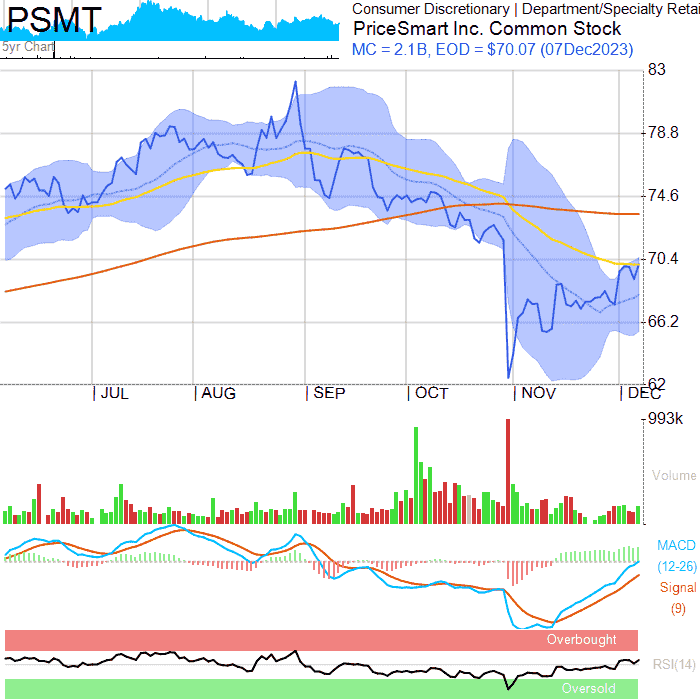 PSMT
5yr Chart
Consumer Discretionary | Department/Specialty Retai
PriceSmart Inc. Common Stock
MC = 2.1B, EOD = $70.07 (07Dec2023)
83
78.8
74.6
70.4
66.2
62
JUL AUG SEP OCT NOV DEC
993k
Volume
MACD
(12-26)
Signal
(9)
Overbought
RSI(14)
Oversold